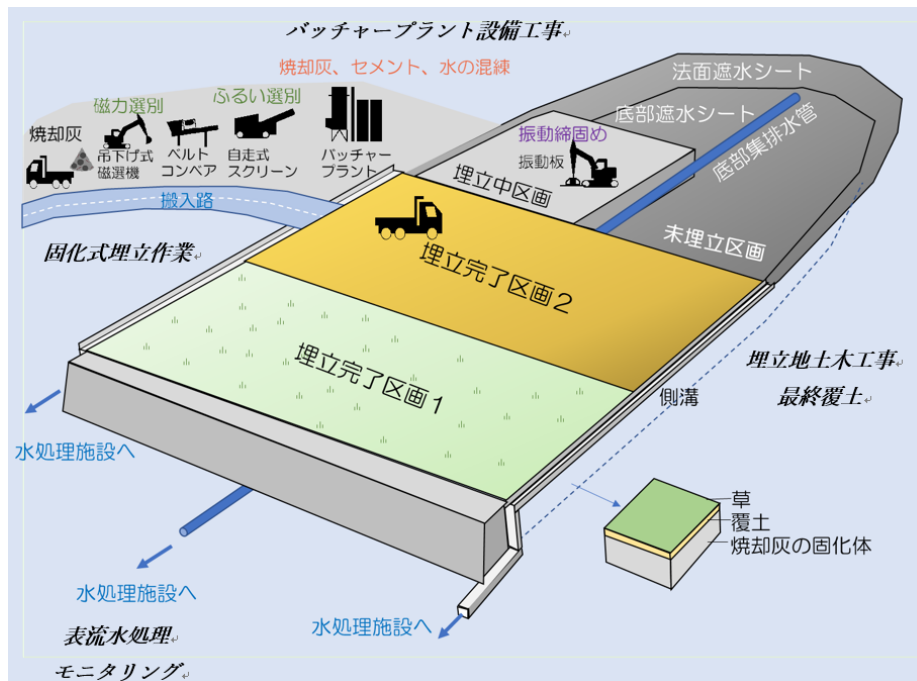 バッチャープラント設備工事
焼却灰、セメント、水の混練
法面遮水シート
底部遮水シート
底部集排水管
磁力選別
ふるい選別
焼却灰
吊下げ式
磁選機
ベルト
コンベア
自走式
スクリーン
バッチャー
プラント
振動締固め
振動板
埋立中区画
搬入路
未埋立区画
固化式埋立作業
埋立完了区画2
埋立完了区画1
埋立地土木工事
最終覆土
側溝
水処理施設へ
草
覆土
焼却灰の固化体
水処理施設へ
水処理施設へ
表流水処理
モニタリング